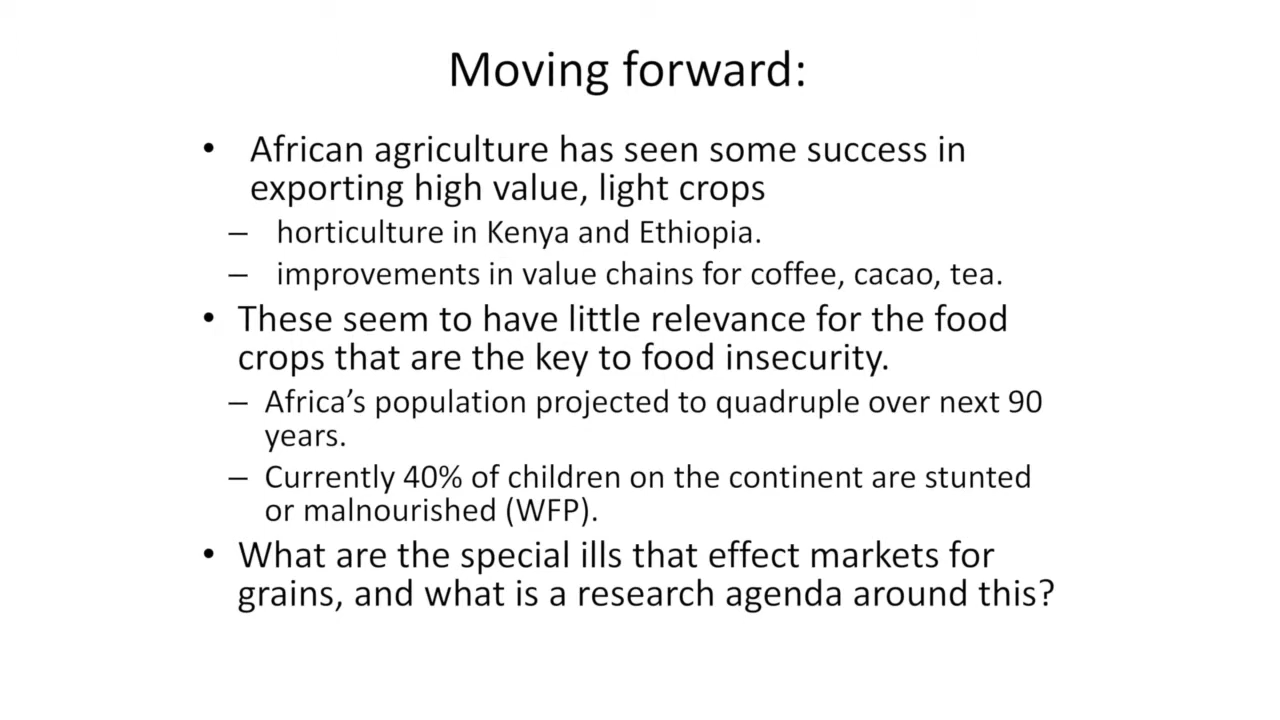 Moving forward:
• African agriculture has seen some success in
exporting high value, light crops
– horticulture in Kenya and Ethiopia.
– improvements in value chains for coffee, cacao, tea.
• These seem to have little relevance for the food
crops that are the key to food insecurity.
– Africa’s population projected to quadruple over next 90
years.
– Currently 40% of children on the continent are stunted
or malnourished (WFP).
• What are the special ills that effect markets for
grains, and what is a research agenda around this?